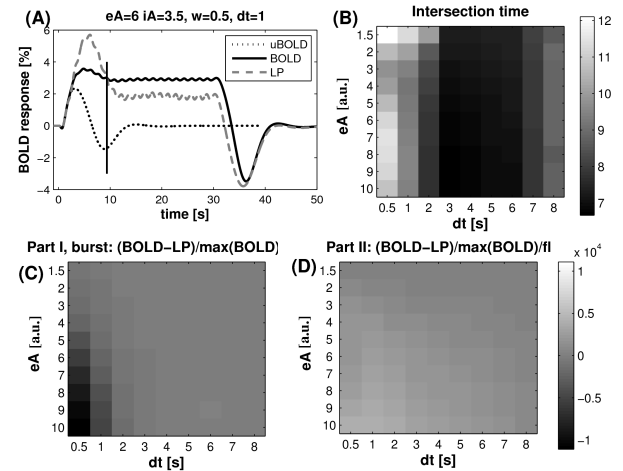 (A)
eA=6 iA=3.5, w=0.5, dt=1
BOLD response [%]
6
4
2
0
−2
−4
0 10 20 30 40 50
time [s]
uBOLD
BOLD
LP
(B)
Intersection time
eA [a.u.]
1.5
2
3
4
5
6
7
8
9
10
0.5 1 2 3 4 5 6 7 8
dt [s]
12
11
10
9
8
7
Part I, burst: (BOLD−LP)/max(BOLD)
(C)
eA [a.u.]
1.5
2
3
4
5
6
7
8
9
10
0.5 1 2 3 4 5 6 7 8
dt [s]
Part II: (BOLD−LP)/max(BOLD)/fl
(D)
eA [a.u.]
1.5
2
3
4
5
6
7
8
9
10
0.5 1 2 3 4 5 6 7 8
dt [s]
x 10^4
1
0.5
0
−0.5
−1